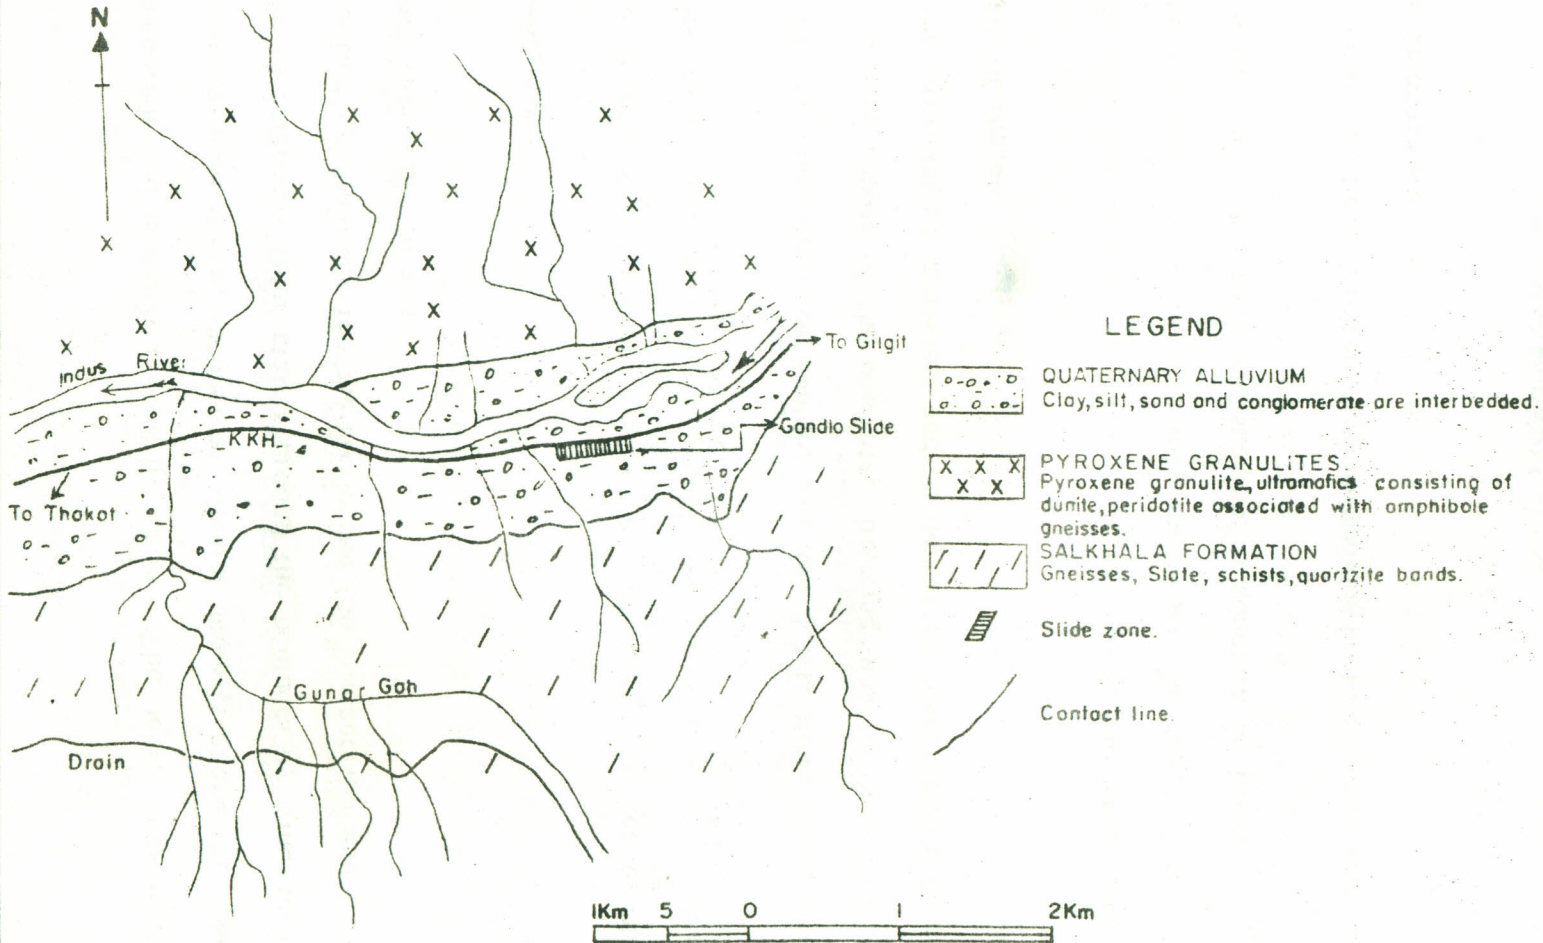 N
Indus River
KKH
To Thakot
To Gilgit
Gandlo Slide
Gunar Gah
Drain
LEGEND
QUATERNARY ALLUVIUM
Clay, silt, sand and conglomerate are interbedded.
PYROXENE GRANULITES.
Pyroxene granulite, ultramafics consisting of
dunite, peridotite associated with amphibole
gneisses.
SALKHALA FORMATION
Gneisses, Slate, schists, quartzite bands.
Slide zone.
Contact line.
1Km 5 0 1 2Km